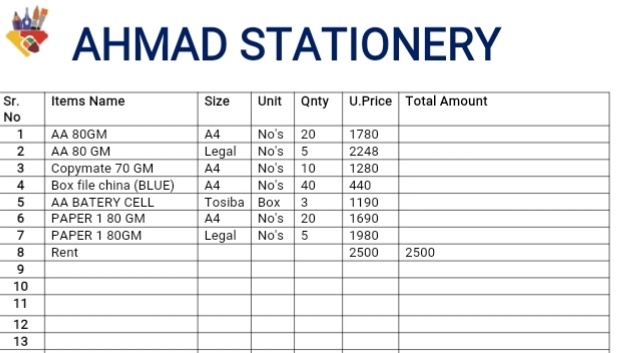 AHMAD STATIONERY
Sr. No Items Name Size Unit Qnty U.Price Total Amount
1 AA 80GM A4 No's 20 1780
2 AA 80 GM Legal No's 5 2248
3 Copymate 70 GM A4 No's 10 1280
4 Box file china (BLUE) A4 No's 40 440
5 AA BATERY CELL Tosiba Box 3 1190
6 PAPER 1 80 GM A4 No's 20 1690
7 PAPER 1 80GM Legal No's 5 1980
8 Rent 2500 2500
9
10
11
12
13